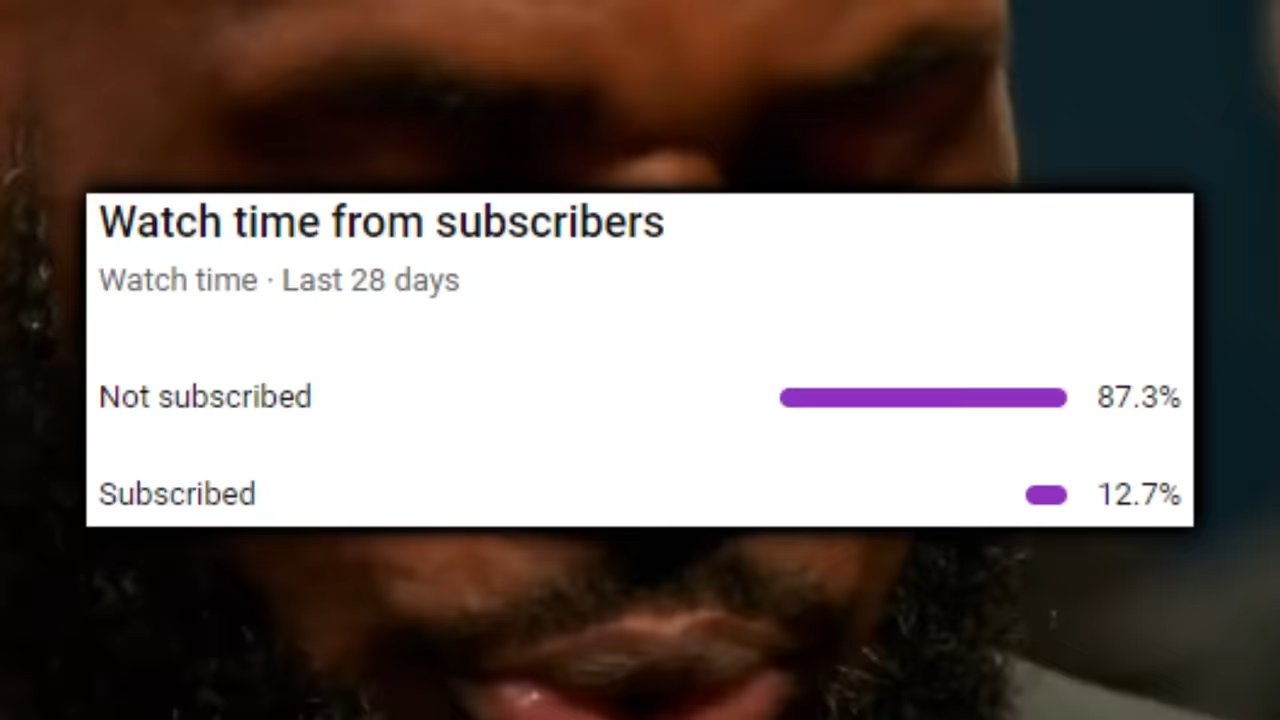 Watch time from subscribers
Watch time · Last 28 days
Not subscribed 87.3%
Subscribed 12.7%